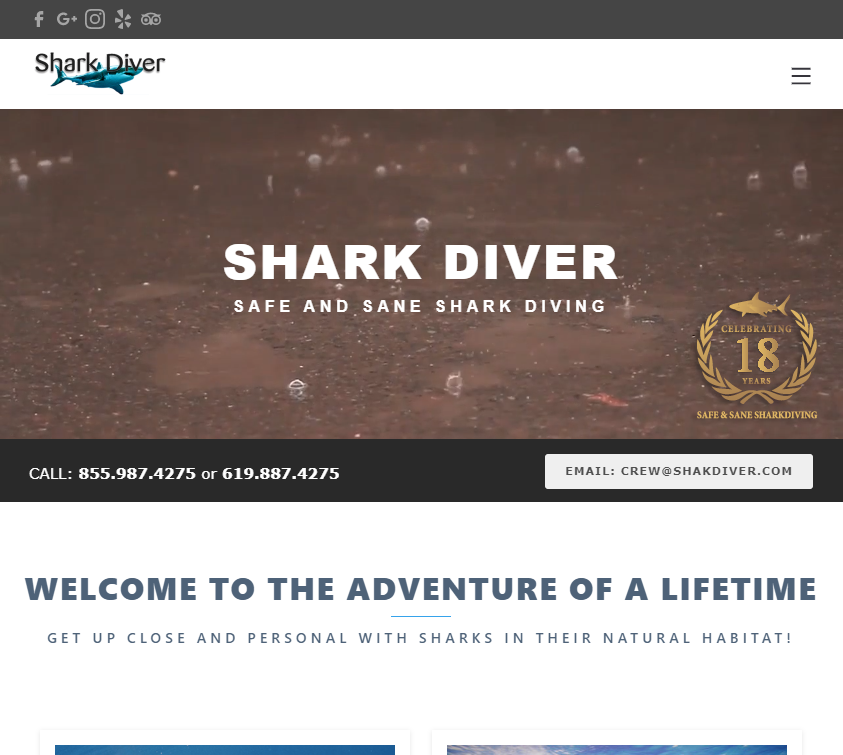 Shark Diver
SHARK DIVER
SAFE AND SANE SHARK DIVING
CELEBRATING
18
YEARS
SAFE & SANE SHARKDIVING
CALL: 855.987.4275 or 619.887.4275
EMAIL: CREW@SHAKDIVER.COM
WELCOME TO THE ADVENTURE OF A LIFETIME
GET UP CLOSE AND PERSONAL WITH SHARKS IN THEIR NATURAL HABITAT!